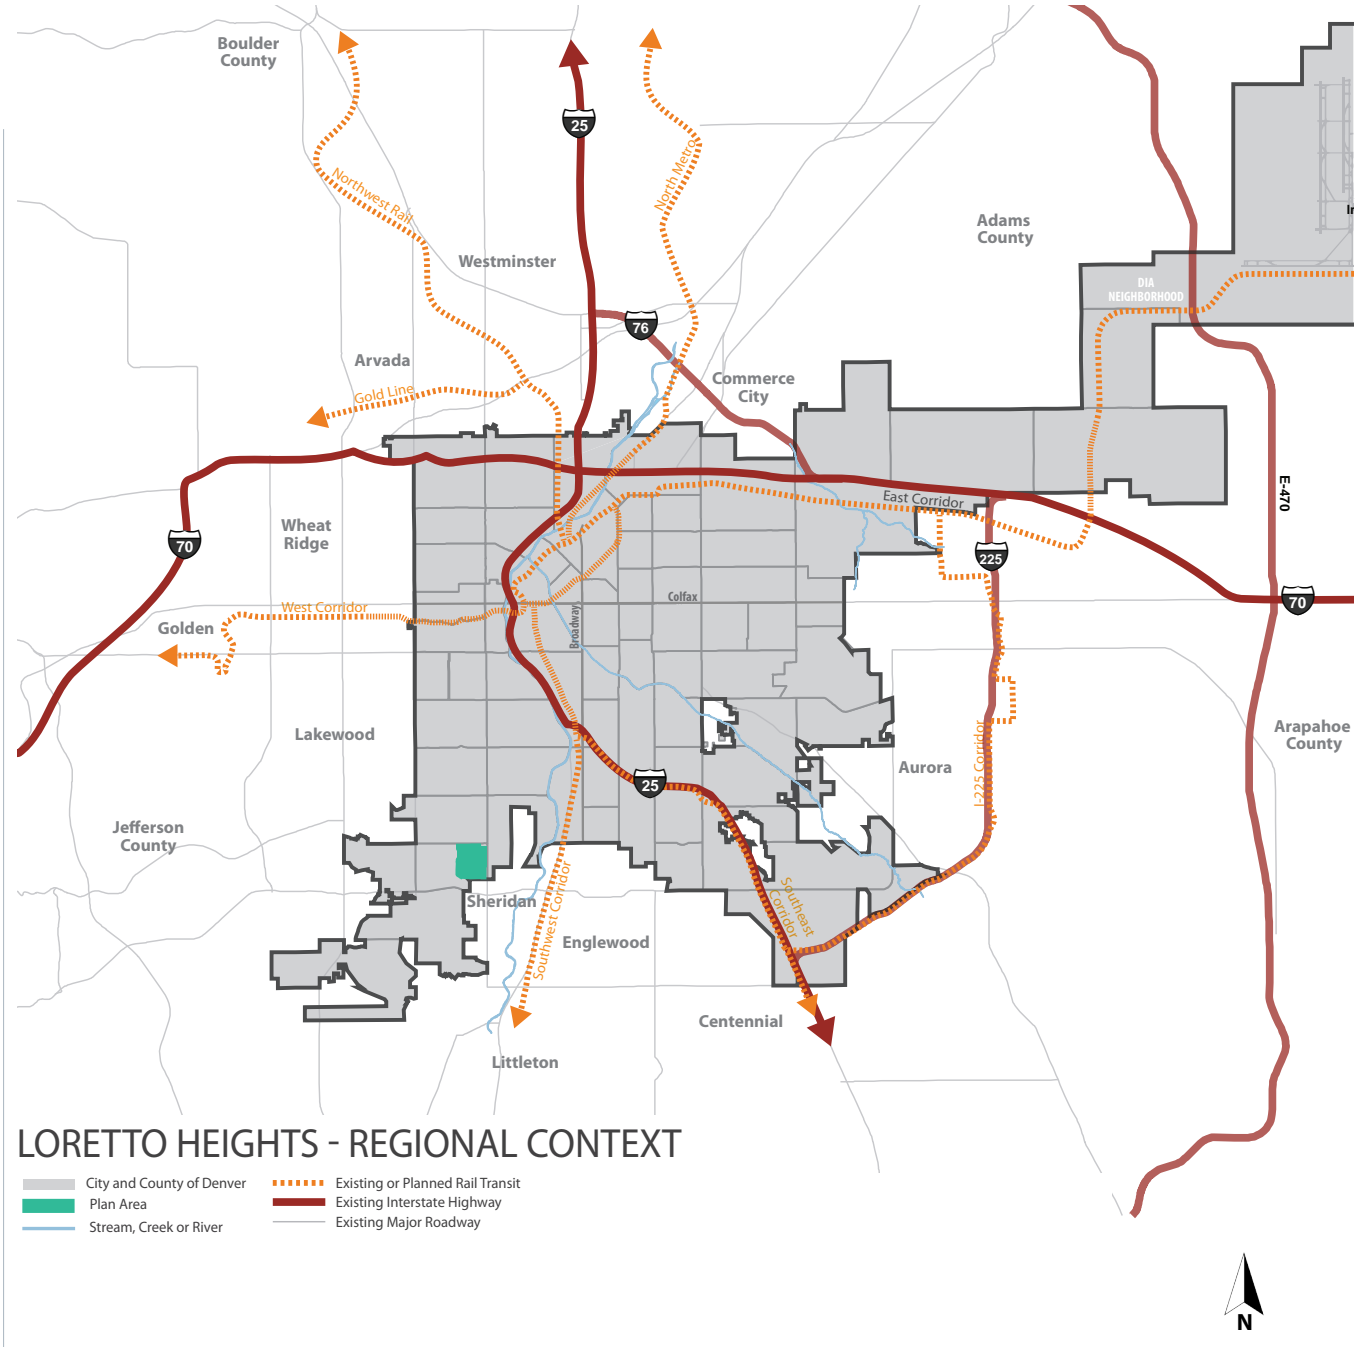 Boulder
County
25
Northwest Rail
North Metro
Adams
County
Westminster
DIA
NEIGHBORHOOD
76
Arvada
Gold Line
Commerce
City
East Corridor
E-470
Wheat
Ridge
70
225
70
West Corridor
Colfax
Broadway
Golden
Lakewood
Arapahoe
County
I-225 Corridor
Aurora
25
Jefferson
County
Sheridan
Southwest Corridor
Southeast
Corridor
Englewood
Centennial
Littleton
LORETTO HEIGHTS - REGIONAL CONTEXT
City and County of Denver
Plan Area
Stream, Creek or River
Existing or Planned Rail Transit
Existing Interstate Highway
Existing Major Roadway
N